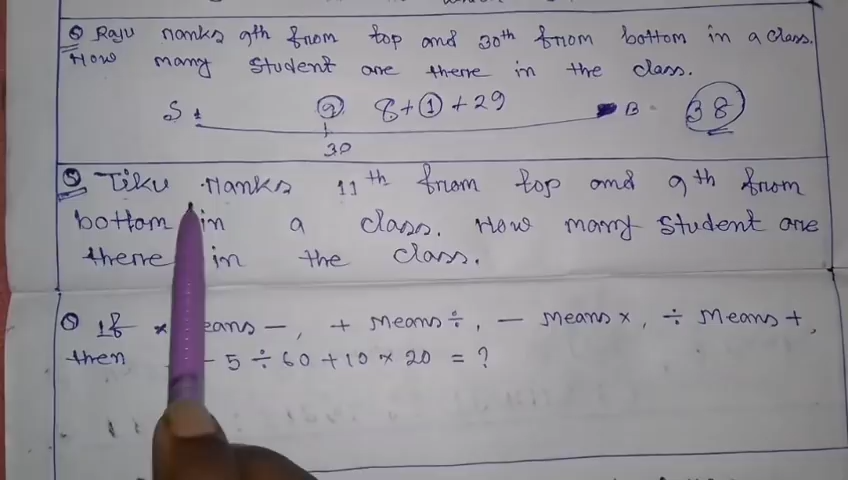 Q Raju ranks 9th from top and 30th from bottom in a class.
How many student are there in the class.
S 1 9 8+1+29 B 38
30
Q Tiku ranks 11th from top and 9th from
bottom in a class. How many student are
there in the class.
Q If × means −, + means ÷, − means ×, ÷ means +,
then − 5 ÷ 60 + 10 × 20 = ?